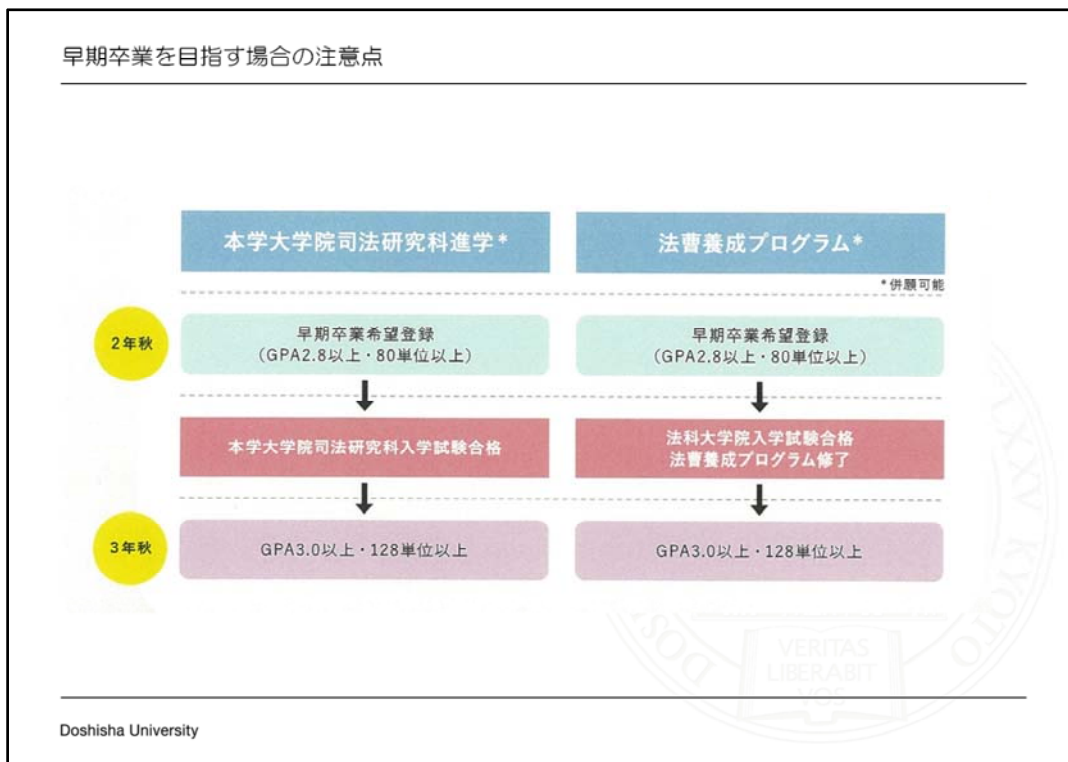 早期卒業を目指す場合の注意点
本学大学院司法研究科進学*
法曹養成プログラム*
*併願可能
2年秋
早期卒業希望登録
(GPA2.8以上・80単位以上)
早期卒業希望登録
(GPA2.8以上・80単位以上)
本学大学院司法研究科入学試験合格
法科大学院入学試験合格
法曹養成プログラム修了
3年秋
GPA3.0以上・128単位以上
GPA3.0以上・128単位以上
VERITAS
LIBERABIT
VOS
KYOTO
Doshisha University